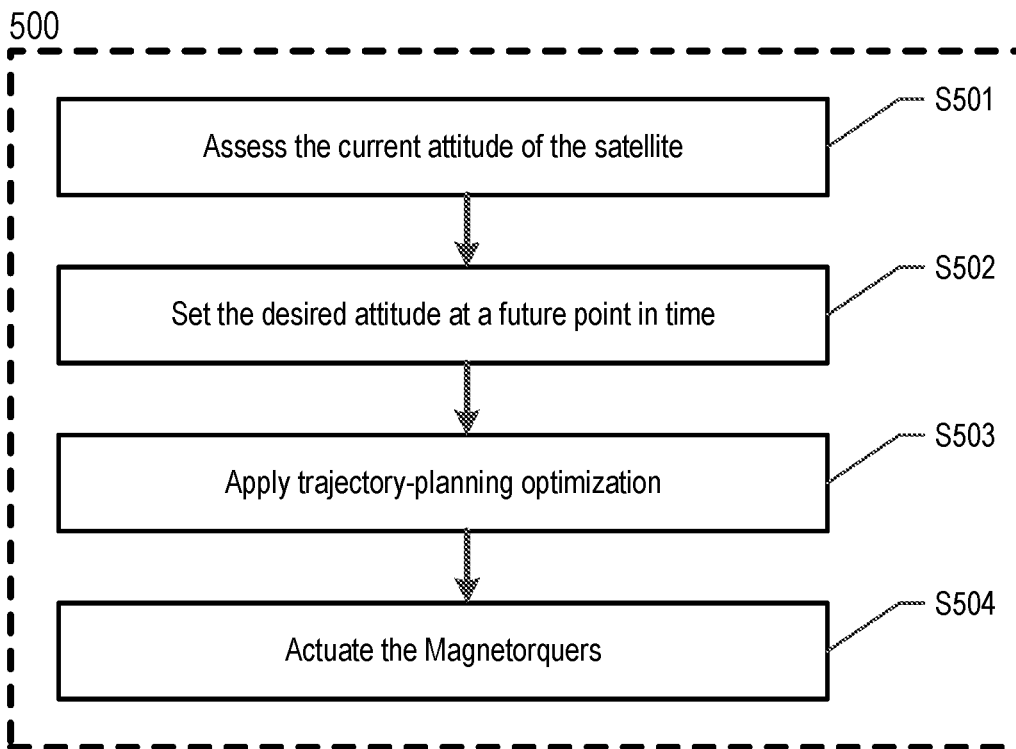 500
Assess the current attitude of the satellite
S501
Set the desired attitude at a future point in time
S502
Apply trajectory-planning optimization
S503
Actuate the Magnetorquers
S504